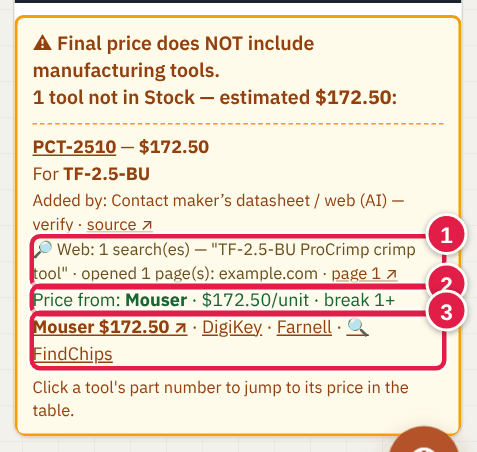 ⚠ Final price does NOT include
manufacturing tools.
1 tool not in Stock — estimated $172.50:
PCT-2510 — $172.50
For TF-2.5-BU
Added by: Contact maker’s datasheet / web (AI) —
verify · source ↗
🔎 Web: 1 search(es) — "TF-2.5-BU ProCrimp crimp
tool" · opened 1 page(s): example.com · page 1 ↗
1
Price from: Mouser · $172.50/unit · break 1+
2
Mouser $172.50 ↗ · DigiKey · Farnell · 🔍
FindChips
3
Click a tool's part number to jump to its price in the
table.